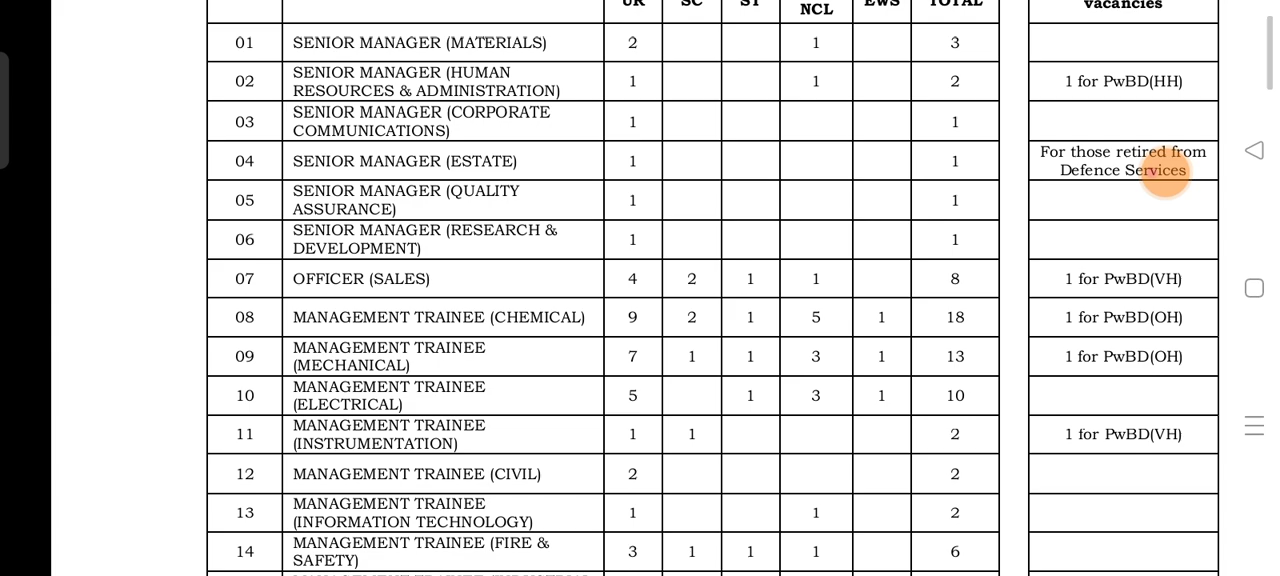 UR SC ST NCL EWS TOTAL vacancies
01 SENIOR MANAGER (MATERIALS) 2 1 3
02 SENIOR MANAGER (HUMAN
RESOURCES & ADMINISTRATION) 1 1 2 1 for PwBD(HH)
03 SENIOR MANAGER (CORPORATE
COMMUNICATIONS) 1 1
04 SENIOR MANAGER (ESTATE) 1 1 For those retired from
Defence Services
05 SENIOR MANAGER (QUALITY
ASSURANCE) 1 1
06 SENIOR MANAGER (RESEARCH &
DEVELOPMENT) 1 1
07 OFFICER (SALES) 4 2 1 1 8 1 for PwBD(VH)
08 MANAGEMENT TRAINEE (CHEMICAL) 9 2 1 5 1 18 1 for PwBD(OH)
09 MANAGEMENT TRAINEE
(MECHANICAL) 7 1 1 3 1 13 1 for PwBD(OH)
10 MANAGEMENT TRAINEE
(ELECTRICAL) 5 1 3 1 10
11 MANAGEMENT TRAINEE
(INSTRUMENTATION) 1 1 2 1 for PwBD(VH)
12 MANAGEMENT TRAINEE (CIVIL) 2 2
13 MANAGEMENT TRAINEE
(INFORMATION TECHNOLOGY) 1 1 2
14 MANAGEMENT TRAINEE (FIRE &
SAFETY) 3 1 1 1 6